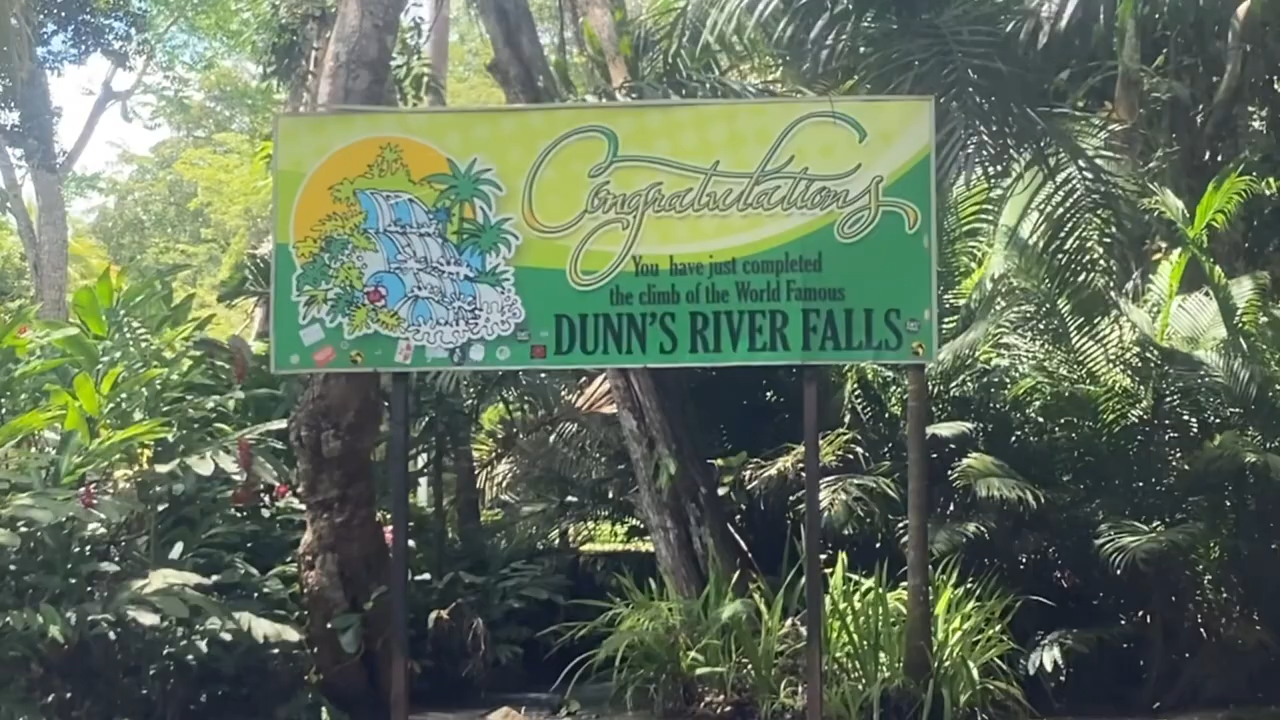 Congratulations
You have just completed
the climb of the World Famous
DUNN'S RIVER FALLS